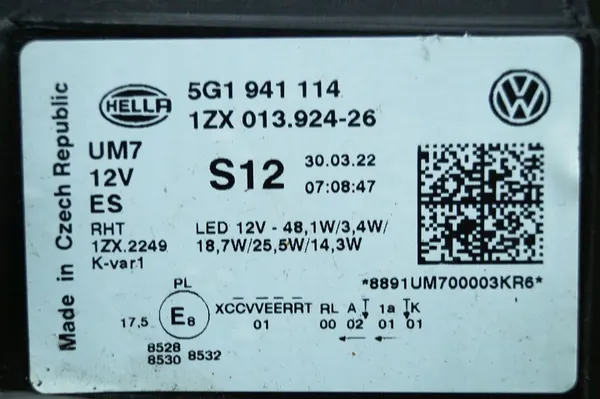 Made in Czech Republic
HELLA
5G1 941 114
1ZX 013.924-26
UM7
12V
ES
S12
30.03.22
07:08:47
RHT
1ZX.2249
K-var1
LED 12V - 48,1W/3,4W/
18,7W/25,5W/14,3W
*8891UM700003KR6*
PL
17,5
E8
XCCVVEERRT RL A 1a K
01 00 02 01 01
8528
8530 8532